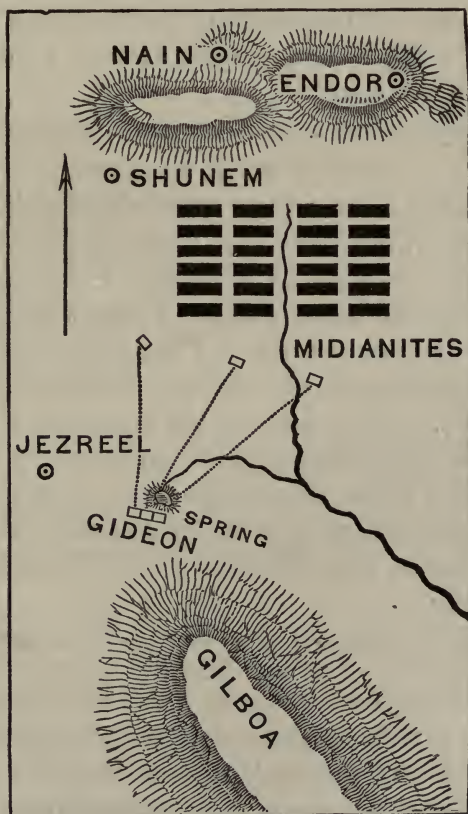 NAIN
ENDOR
SHUNEM
MIDIANITES
JEZREEL
SPRING
GIDEON
GILBOA